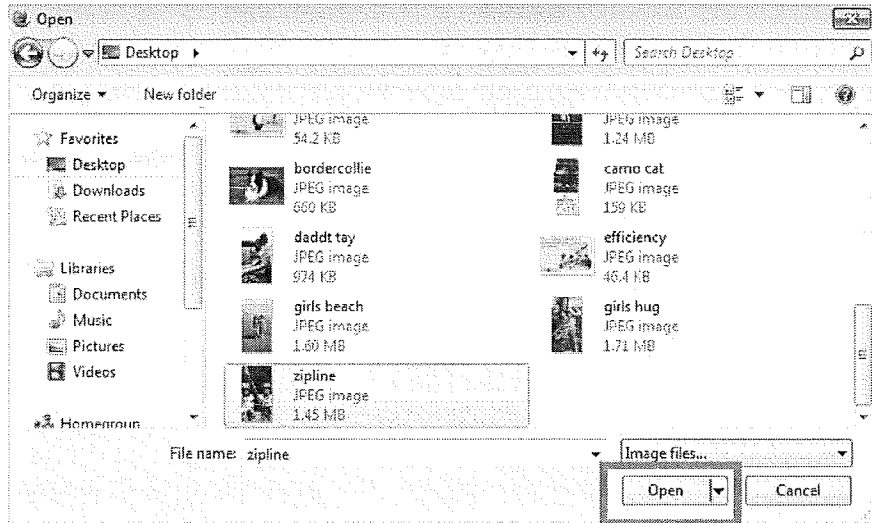 Open
Desktop
Search Desktop
Organize
New folder
Favorites
Desktop
Downloads
Recent Places
Libraries
Documents
Music
Pictures
Videos
Homegroup
JPEG image
54.2 KB
JPEG image
1.24 MB
bordercollie
JPEG image
660 KB
camo cat
JPEG image
159 KB
daddt tay
JPEG image
974 KB
efficiency
JPEG image
46.4 KB
girls beach
JPEG image
1.60 MB
girls hug
JPEG image
1.71 MB
zipline
JPEG image
1.45 MB
File name: zipline
Image files...
Open
Cancel